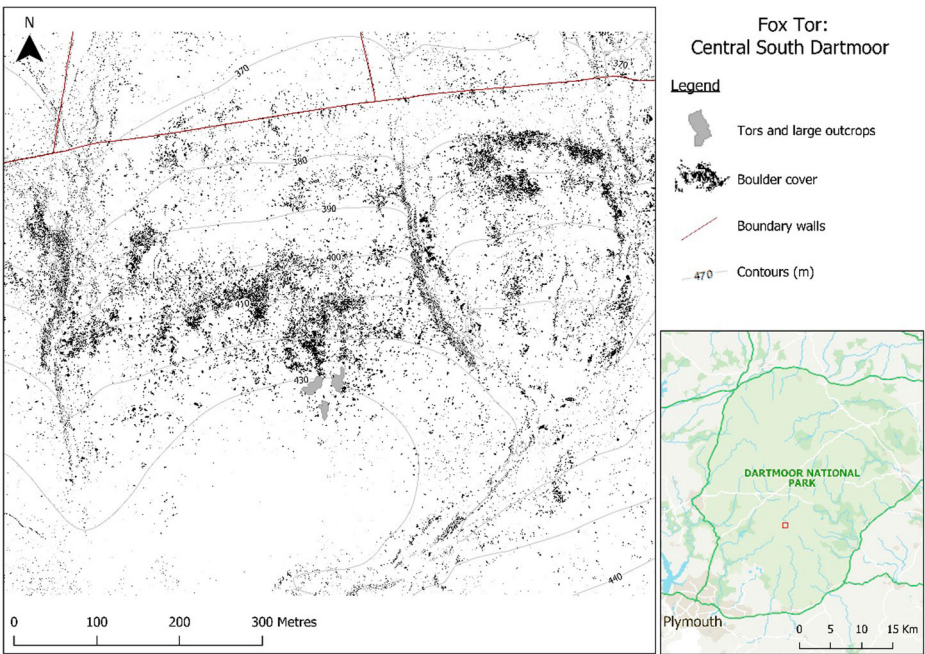 N
370
370
380
390
400
410
430
440
0 100 200 300 Metres
Fox Tor:
Central South Dartmoor
Legend
Tors and large outcrops
Boulder cover
Boundary walls
470
Contours (m)
DARTMOOR NATIONAL
PARK
Plymouth
0 5 10 15 Km